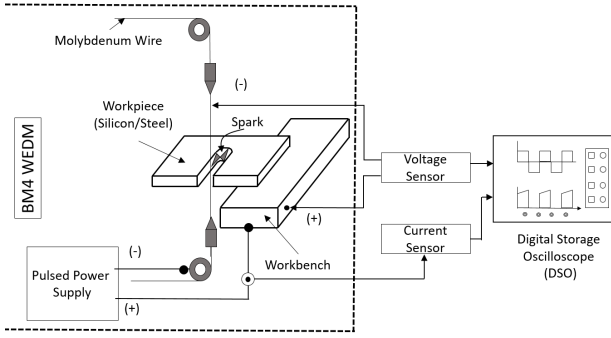 Molybdenum Wire
(-)
Workpiece
(Silicon/Steel)
Spark
BM4 WEDM
Voltage
Sensor
(+)
Current
Sensor
Digital Storage
Oscilloscope
(DSO)
Workbench
(-)
Pulsed Power
Supply
(+)